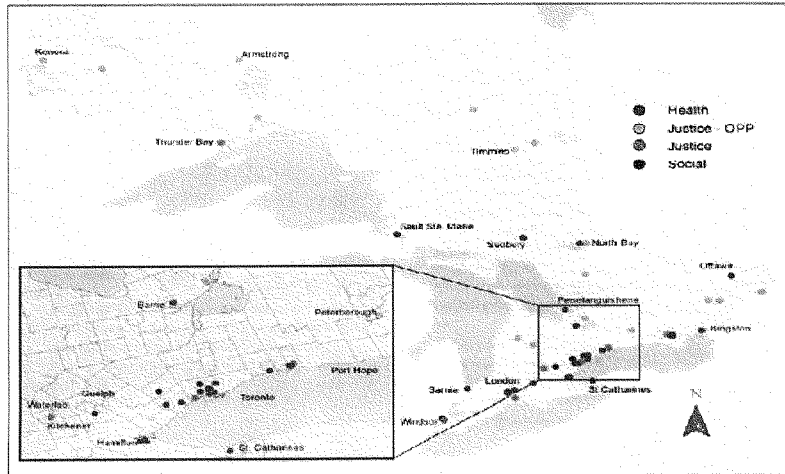 Kenora
Armstrong
Thunder Bay
Timmins
Health
Justice - OPP
Justice
Social
Sault Ste. Marie
Sudbury
North Bay
Ottawa
Penetanguishene
Kingston
Barrie
Peterborough
Port Hope
Guelph
Toronto
Waterloo
Kitchener
Hamilton
St. Catharines
Sarnia
London
St Catharines
Windsor
N